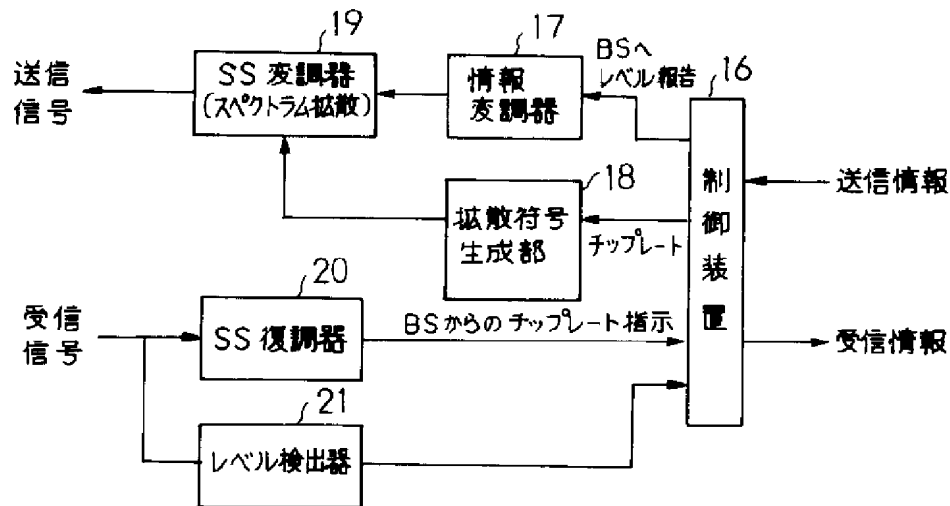 19
17
16
送信
信号
SS 変調器
(スペクトラム拡散)
情報
変調器
BSへ
レベル報告
制御装置
送信情報
18
拡散符号
生成部
チップレート
20
受信
信号
SS 復調器
BSからのチップレート指示
受信情報
21
レベル検出器